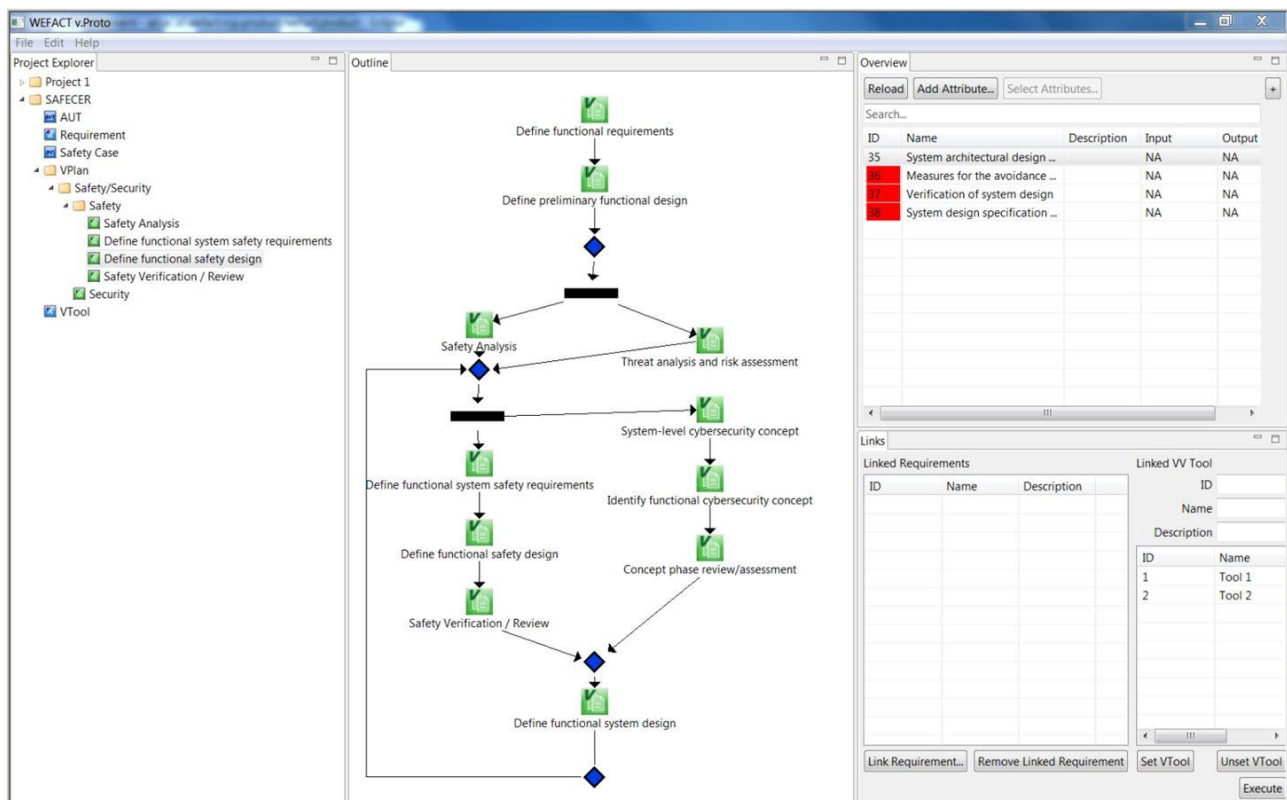 WEFACT v.Proto
File Edit Help
Project Explorer
Project 1
SAFECER
AUT
Requirement
Safety Case
VPlan
Safety/Security
Safety
Safety Analysis
Define functional system safety requirements
Define functional safety design
Safety Verification / Review
Security
VTool
Outline
Define functional requirements
Define preliminary functional design
Safety Analysis
Threat analysis and risk assessment
System-level cybersecurity concept
Define functional system safety requirements
Identify functional cybersecurity concept
Define functional safety design
Concept phase review/assessment
Safety Verification / Review
Define functional system design
Overview
Reload Add Attribute... Select Attributes... +
Search...
ID Name Description Input Output
35 System architectural design ... NA NA
36 Measures for the avoidance ... NA NA
37 Verification of system design NA NA
38 System design specification ... NA NA
Links
Linked Requirements
ID Name Description
Link Requirement... Remove Linked Requirement
Linked VV Tool
ID
Name
Description
ID Name
1 Tool 1
2 Tool 2
Set VTool Unset VTool
Execute